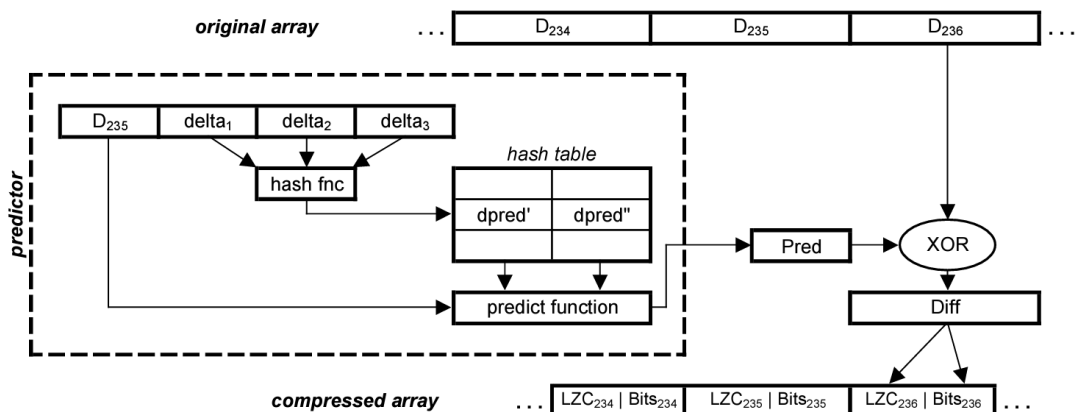 original array ... D₂₃₄ D₂₃₅ D₂₃₆ ...
D₂₃₅ delta₁ delta₂ delta₃
hash table
hash fnc
predictor
dpred' dpred"
Pred XOR
predict function Diff
compressed array ... LZC₂₃₄ | Bits₂₃₄ LZC₂₃₅ | Bits₂₃₅ LZC₂₃₆ | Bits₂₃₆ ...